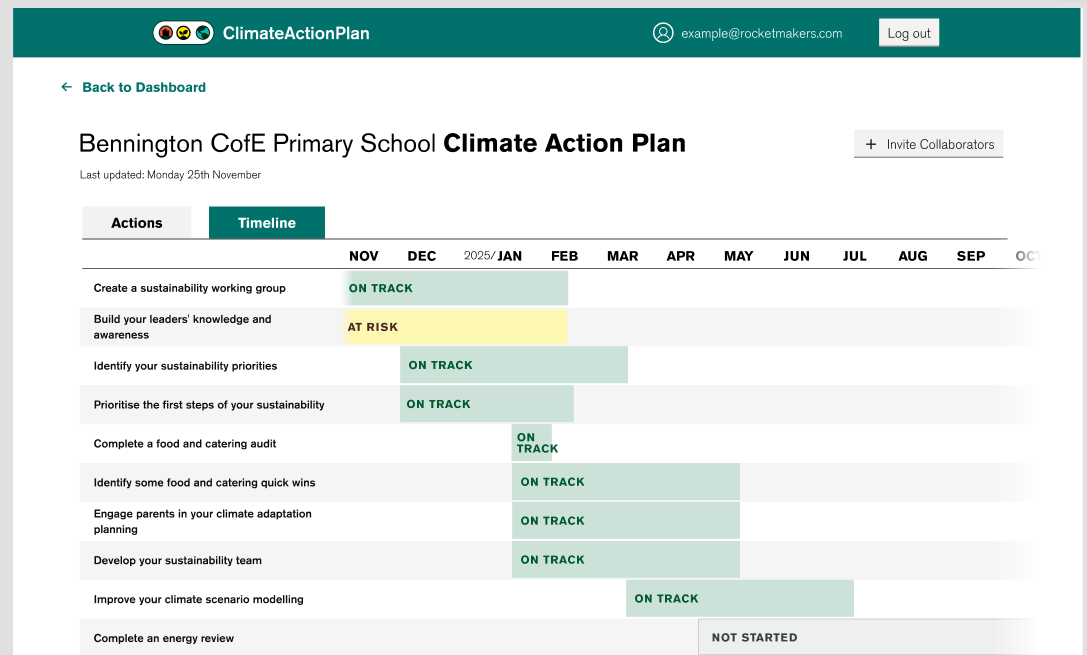 ClimateActionPlan
example@rocketmakers.com
Log out
← Back to Dashboard
Bennington CofE Primary School Climate Action Plan
+ Invite Collaborators
Last updated: Monday 25th November
Actions
Timeline
NOV DEC 2025/JAN FEB MAR APR MAY JUN JUL AUG SEP OC
Create a sustainability working group
ON TRACK
Build your leaders' knowledge and
awareness
AT RISK
Identify your sustainability priorities
ON TRACK
Prioritise the first steps of your sustainability
ON TRACK
Complete a food and catering audit
ON
TRACK
Identify some food and catering quick wins
ON TRACK
Engage parents in your climate adaptation
planning
ON TRACK
Develop your sustainability team
ON TRACK
Improve your climate scenario modelling
ON TRACK
Complete an energy review
NOT STARTED